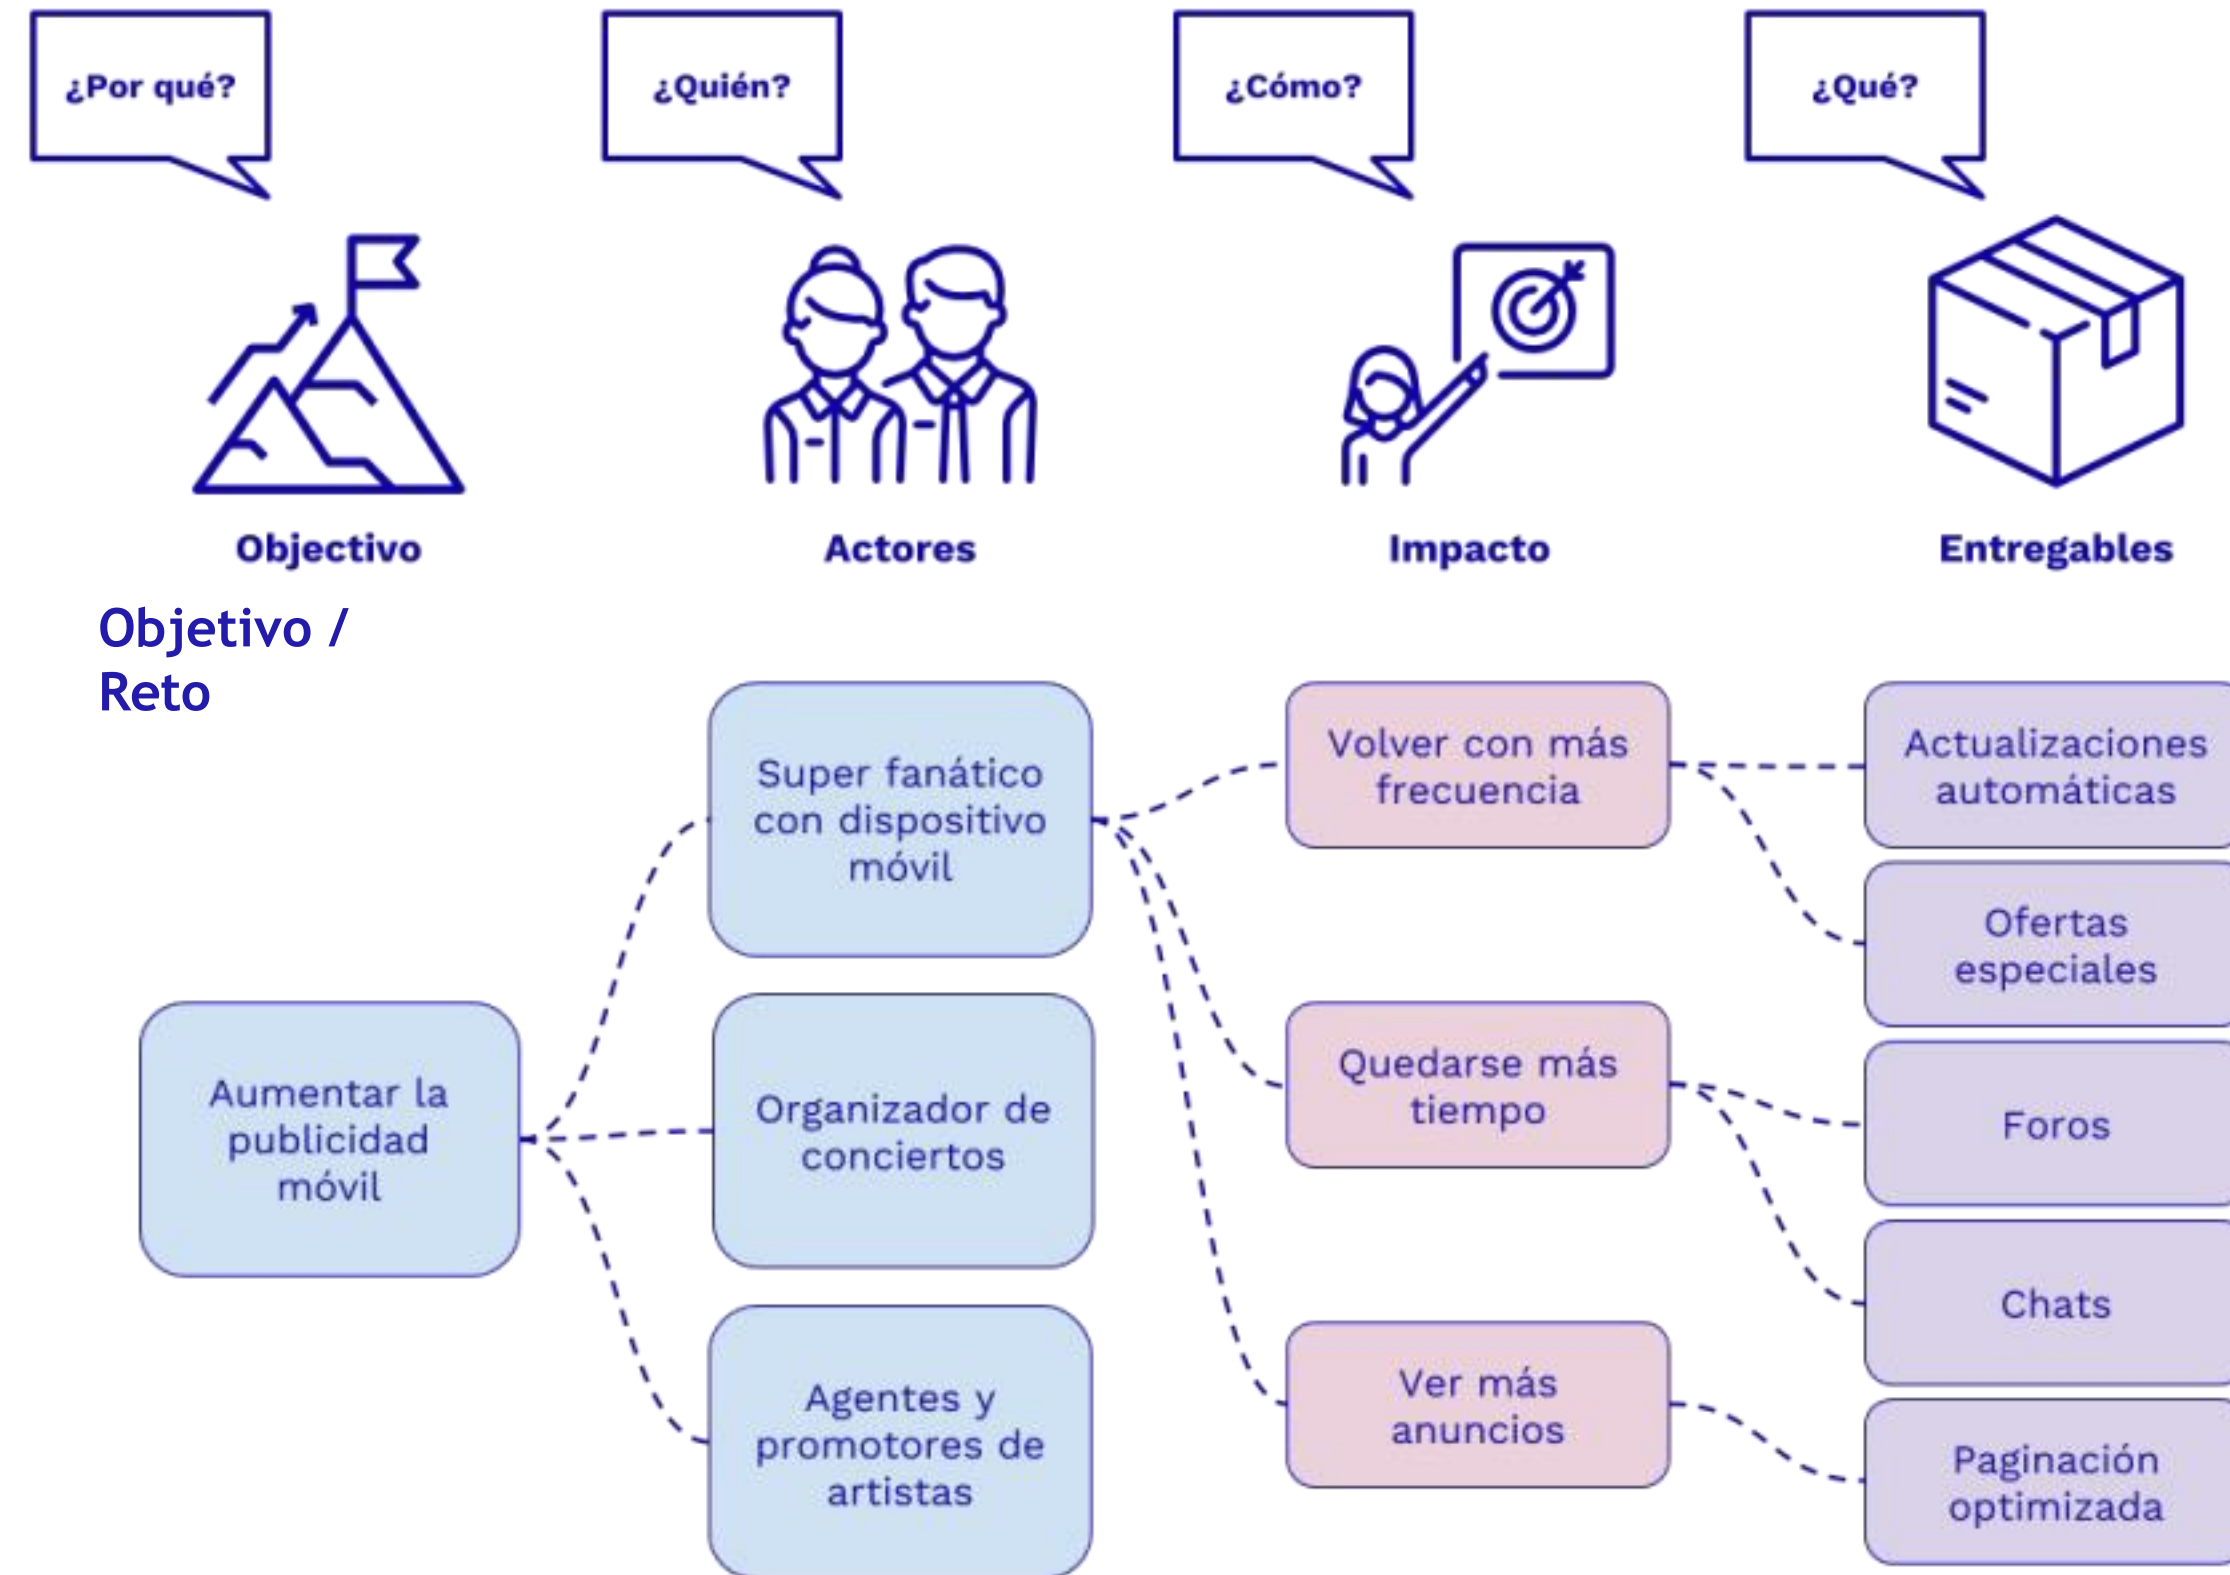 ¿Por qué?
¿Quién?
¿Cómo?
¿Qué?
Objectivo
Actores
Impacto
Entregables
Objetivo /
Reto
Aumentar la
publicidad
móvil
Super fanático
con dispositivo
móvil
Organizador de
conciertos
Agentes y
promotores de
artistas
Volver con más
frecuencia
Quedarse más
tiempo
Ver más
anuncios
Actualizaciones
automáticas
Ofertas
especiales
Foros
Chats
Paginación
optimizada